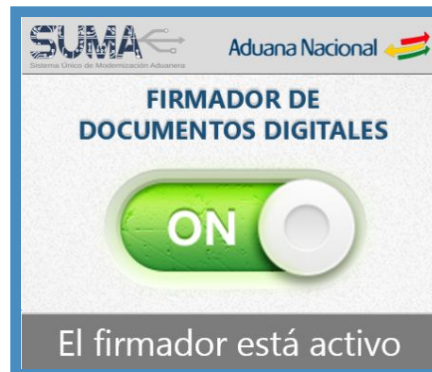 SUMA
Sistema Único de Modernización Aduanera
Aduana Nacional
FIRMADOR DE
DOCUMENTOS DIGITALES
ON
El firmador está activo